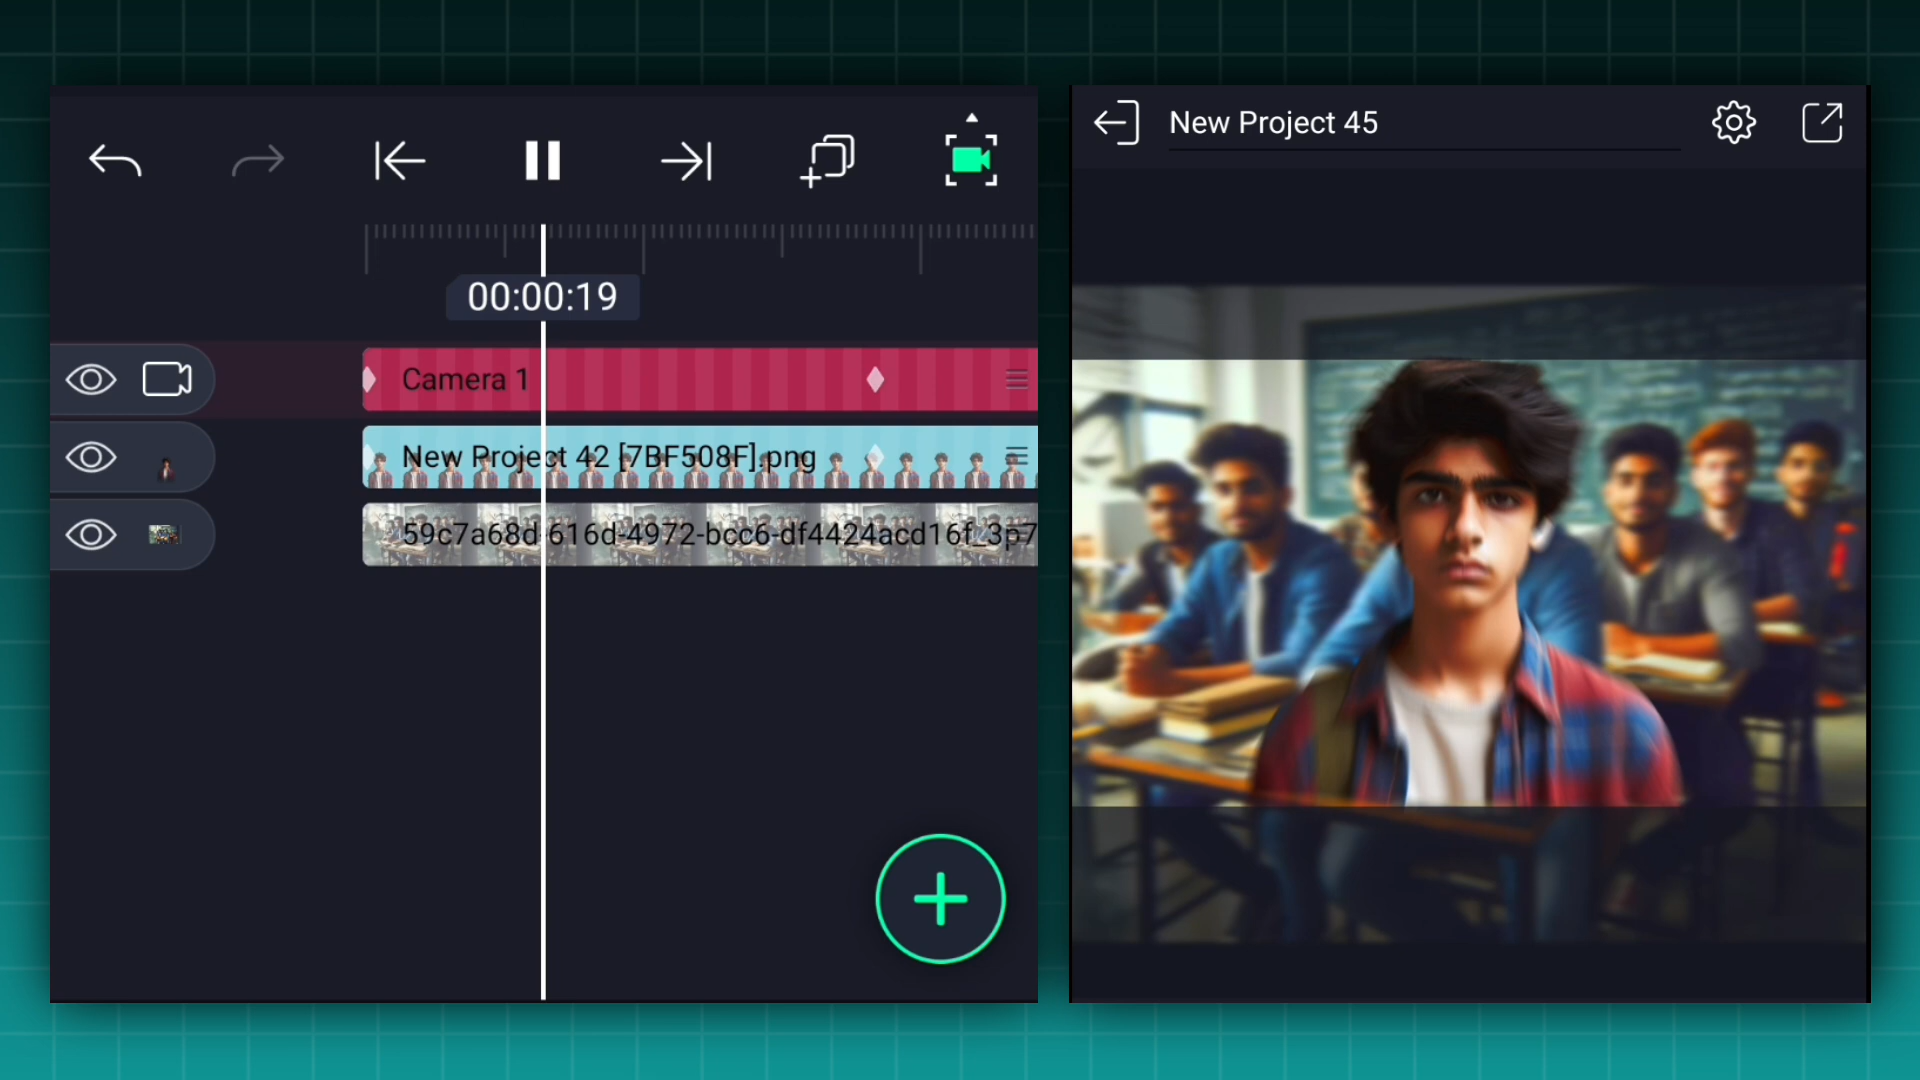 New Project 45
00:00:19
Camera 1
New Project 42 [7BF508F].png
59c7a68d-616d-4972-bcc6-df4424acd16f_3p7